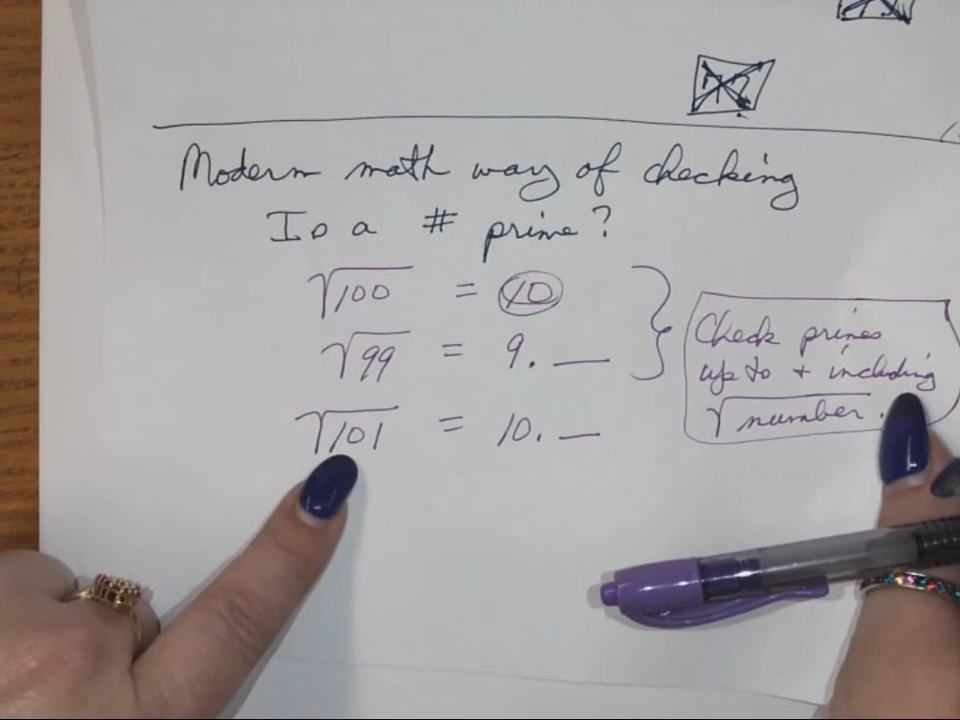 Modern math way of checking
Is a # prime?
√100 = 10
√99 = 9. __
√101 = 10. __
Check primes
up to + including
√number.